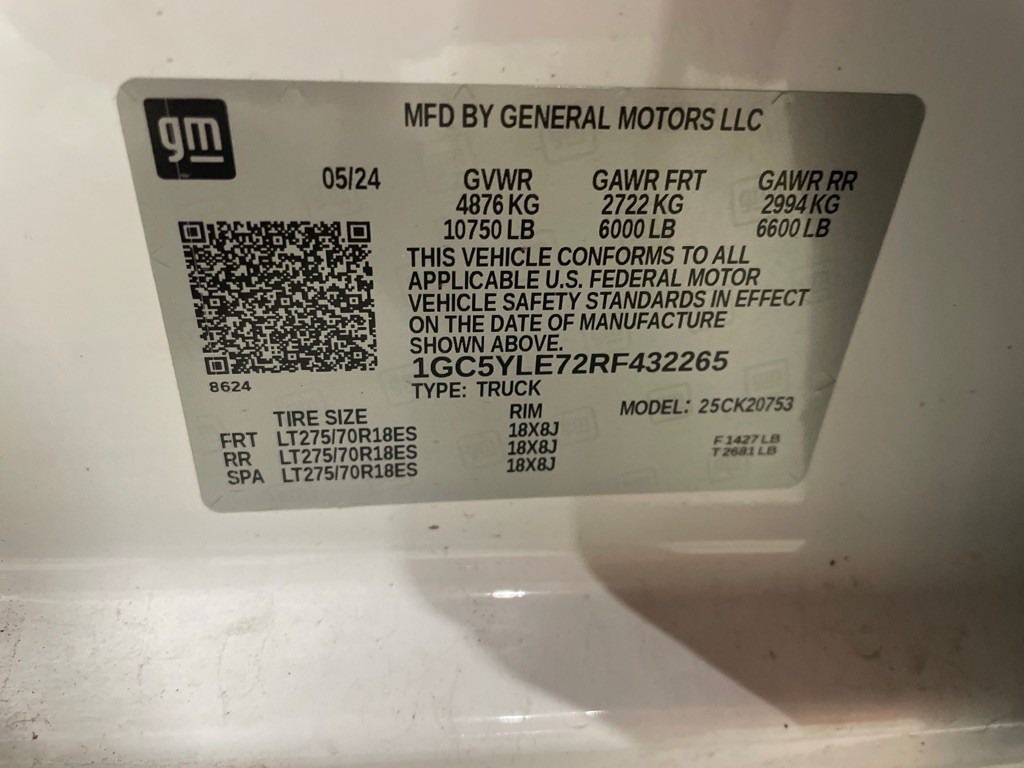 gm
MFD BY GENERAL MOTORS LLC
05/24 GVWR GAWR FRT GAWR RR
4876 KG 2722 KG 2994 KG
10750 LB 6000 LB 6600 LB
THIS VEHICLE CONFORMS TO ALL
APPLICABLE U.S. FEDERAL MOTOR
VEHICLE SAFETY STANDARDS IN EFFECT
ON THE DATE OF MANUFACTURE
SHOWN ABOVE.
1GC5YLE72RF432265
8624
TYPE: TRUCK
MODEL: 25CK20753
TIRE SIZE RIM
FRT LT275/70R18ES 18X8J
RR LT275/70R18ES 18X8J
SPA LT275/70R18ES 18X8J
F 1427 LB
T 2681 LB